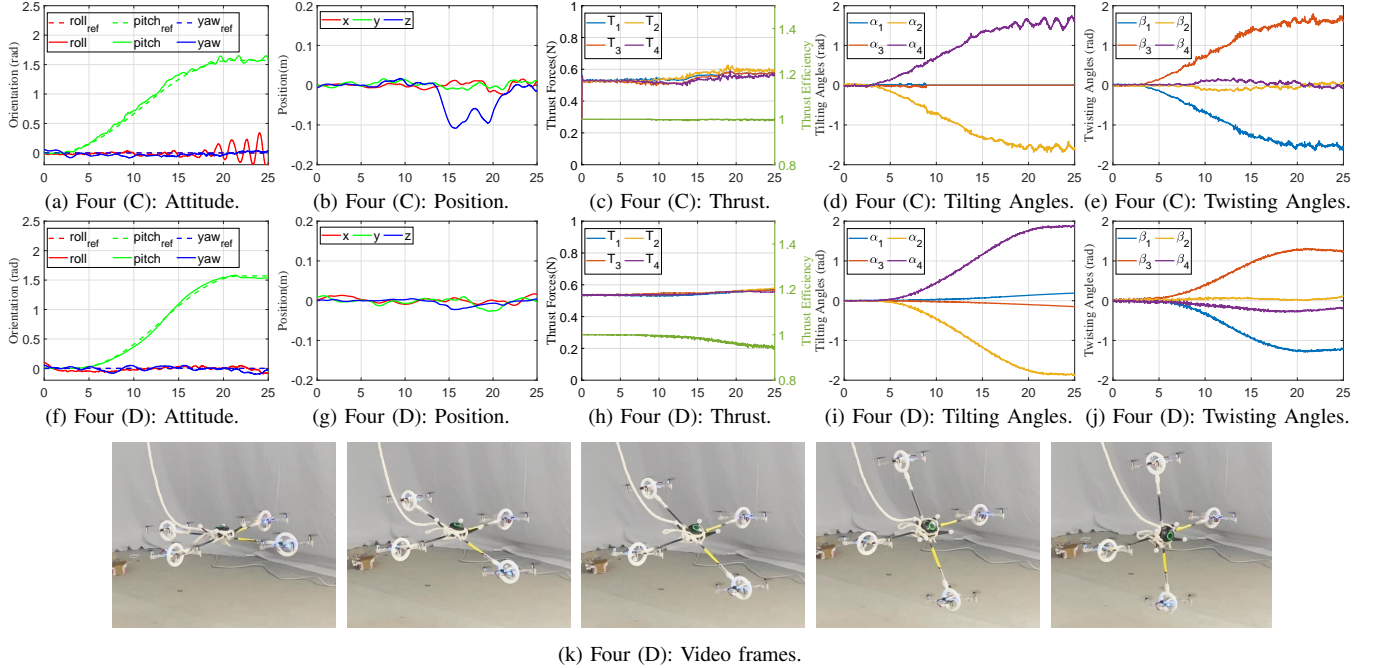 2.5
2
1.5
1
0.5
0
Orientation (rad)
roll_ref pitch_ref yaw_ref
roll pitch yaw
0 5 10 15 20 25
(a) Four (C): Attitude.
0.2
0.1
0
-0.1
-0.2
Position(m)
x y z
0 5 10 15 20 25
(b) Four (C): Position.
1
0.8
0.6
0.4
0.2
0
Thrust Forces(N)
T_1 T_2
T_3 T_4
1.4
1.2
1
0.8
Thrust Efficiency
0 5 10 15 20 25
(c) Four (C): Thrust.
2
1
0
-1
-2
Tilting Angles (rad)
α_1 α_2
α_3 α_4
0 5 10 15 20 25
(d) Four (C): Tilting Angles.
2
1
0
-1
-2
Twisting Angles (rad)
β_1 β_2
β_3 β_4
0 5 10 15 20 25
(e) Four (C): Twisting Angles.
2.5
2
1.5
1
0.5
0
Orientation (rad)
roll_ref pitch_ref yaw_ref
roll pitch yaw
0 5 10 15 20 25
(f) Four (D): Attitude.
0.2
0.1
0
-0.1
-0.2
Position(m)
x y z
0 5 10 15 20 25
(g) Four (D): Position.
1
0.8
0.6
0.4
0.2
0
Thrust Forces(N)
T_1 T_2
T_3 T_4
1.4
1.2
1
0.8
Thrust Efficiency
0 5 10 15 20 25
(h) Four (D): Thrust.
2
1
0
-1
-2
Tilting Angles (rad)
α_1 α_2
α_3 α_4
0 5 10 15 20 25
(i) Four (D): Tilting Angles.
2
1
0
-1
-2
Twisting Angles (rad)
β_1 β_2
β_3 β_4
0 5 10 15 20 25
(j) Four (D): Twisting Angles.
(k) Four (D): Video frames.